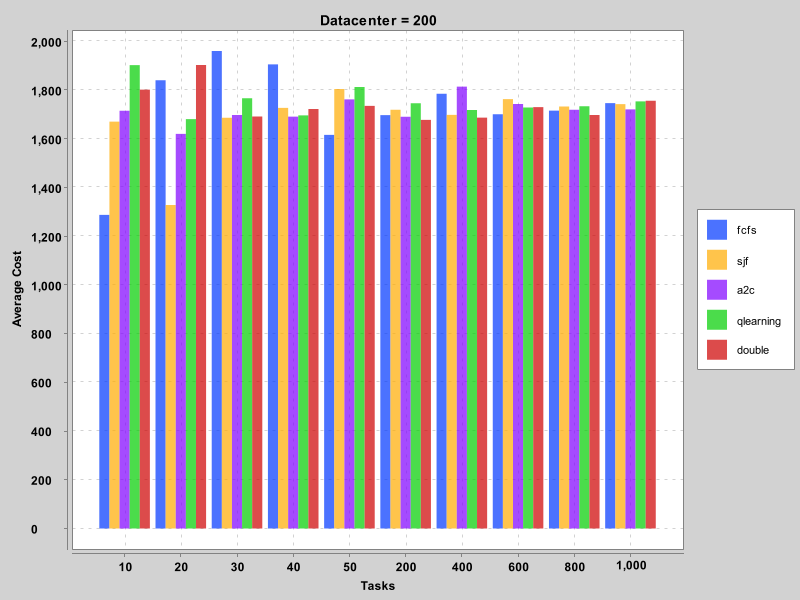 Datacenter = 200
Average Cost
2,000
1,800
1,600
1,400
1,200
1,000
800
600
400
200
0
10 20 30 40 50 200 400 600 800 1,000
Tasks
fcfs
sjf
a2c
qlearning
double